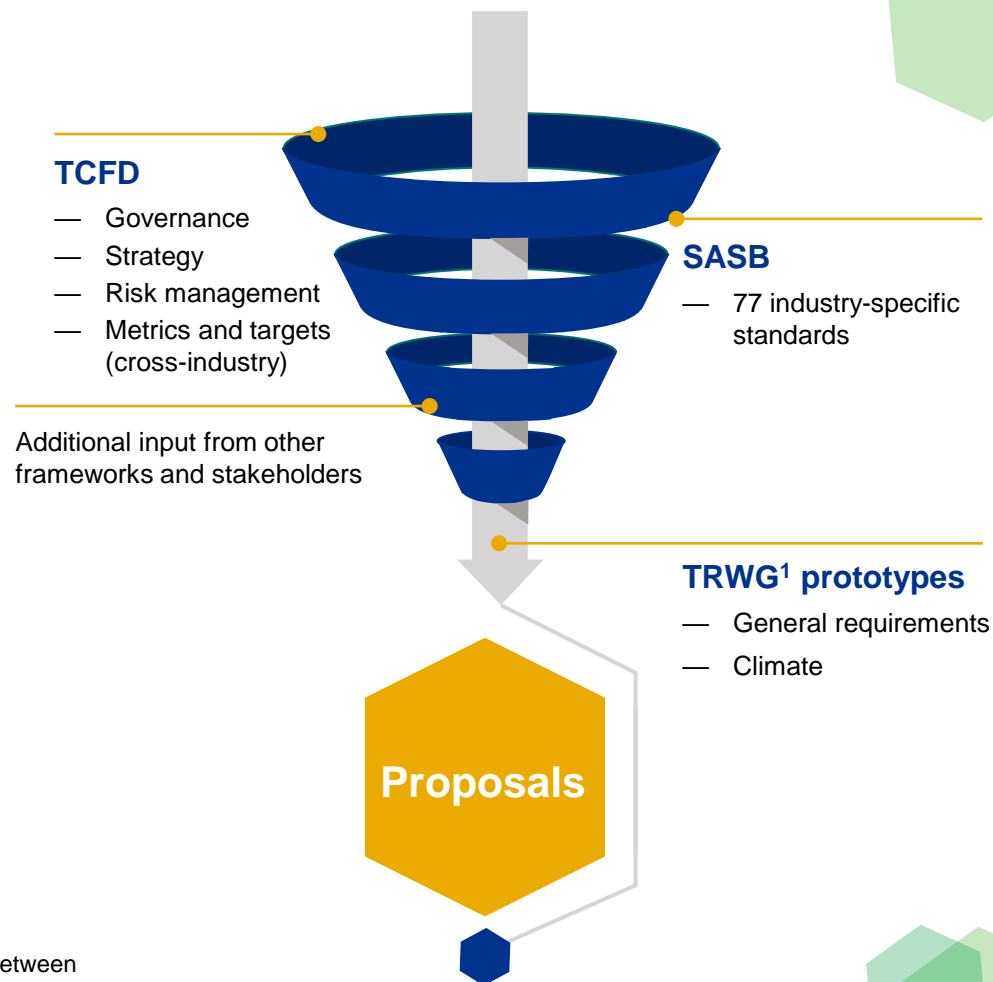 TCFD
— Governance
— Strategy
— Risk management
— Metrics and targets
(cross-industry)
SASB
— 77 industry-specific
standards
Additional input from other
frameworks and stakeholders
TRWG¹ prototypes
— General requirements
— Climate
Proposals